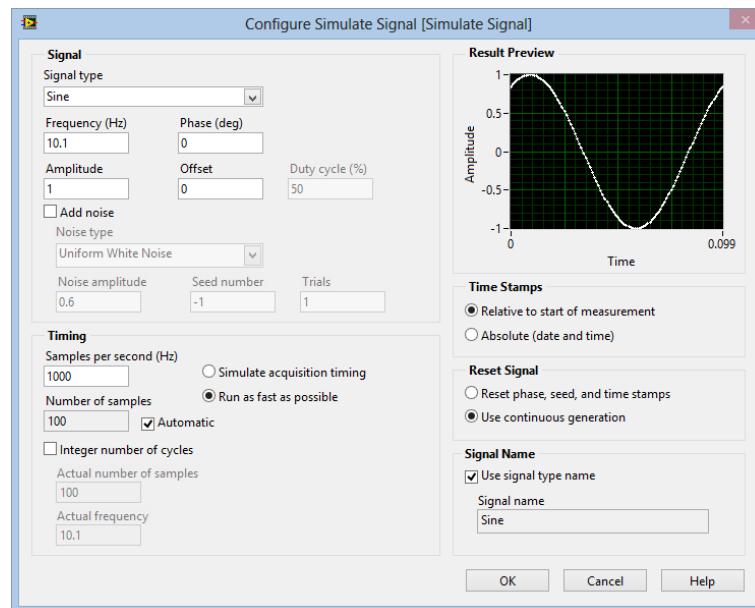 Configure Simulate Signal [Simulate Signal]
Signal
Signal type
Sine
Frequency (Hz) Phase (deg)
10.1 0
Amplitude Offset Duty cycle (%)
1 0 50
Add noise
Noise type
Uniform White Noise
Noise amplitude Seed number Trials
0.6 -1 1
Timing
Samples per second (Hz)
1000
Simulate acquisition timing
Run as fast as possible
Number of samples
100 Automatic
Integer number of cycles
Actual number of samples
100
Actual frequency
10.1
Result Preview
Amplitude
1
0.5
0
-0.5
-1
0 0.099
Time
Time Stamps
Relative to start of measurement
Absolute (date and time)
Reset Signal
Reset phase, seed, and time stamps
Use continuous generation
Signal Name
Use signal type name
Signal name
Sine
OK Cancel Help